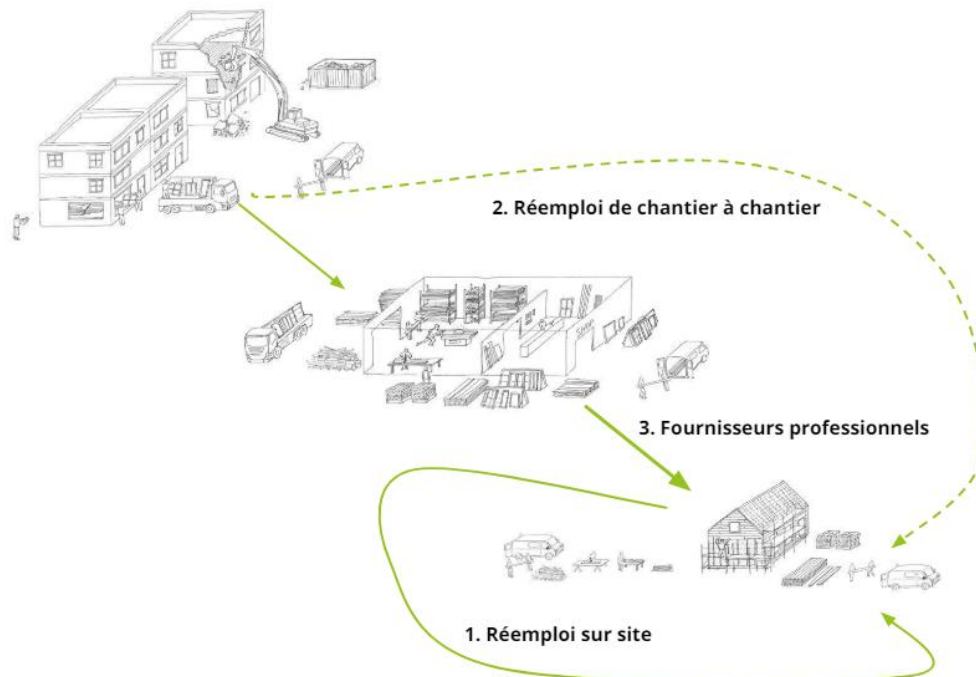 2. Réemploi de chantier à chantier
3. Fournisseurs professionnels
1. Réemploi sur site